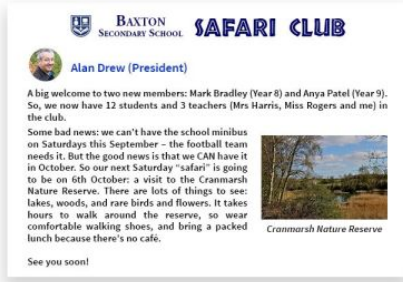 BAXTON
SECONDARY SCHOOL
SAFARI CLUB
Alan Drew (President)
A big welcome to two new members: Mark Bradley (Year 8) and Anya Patel (Year 9).
So, we now have 12 students and 3 teachers (Mrs Harris, Miss Rogers and me) in
the club.
Some bad news: we can't have the school minibus
on Saturdays this September – the football team
needs it. But the good news is that we CAN have it
in October. So our next Saturday "safari" is going
to be on 6th October: a visit to the Cranmarsh
Nature Reserve. There are lots of things to see:
lakes, woods, and rare birds and flowers. It takes
hours to walk around the reserve, so wear
comfortable walking shoes, and bring a packed
lunch because there's no café.
Cranmarsh Nature Reserve
See you soon!